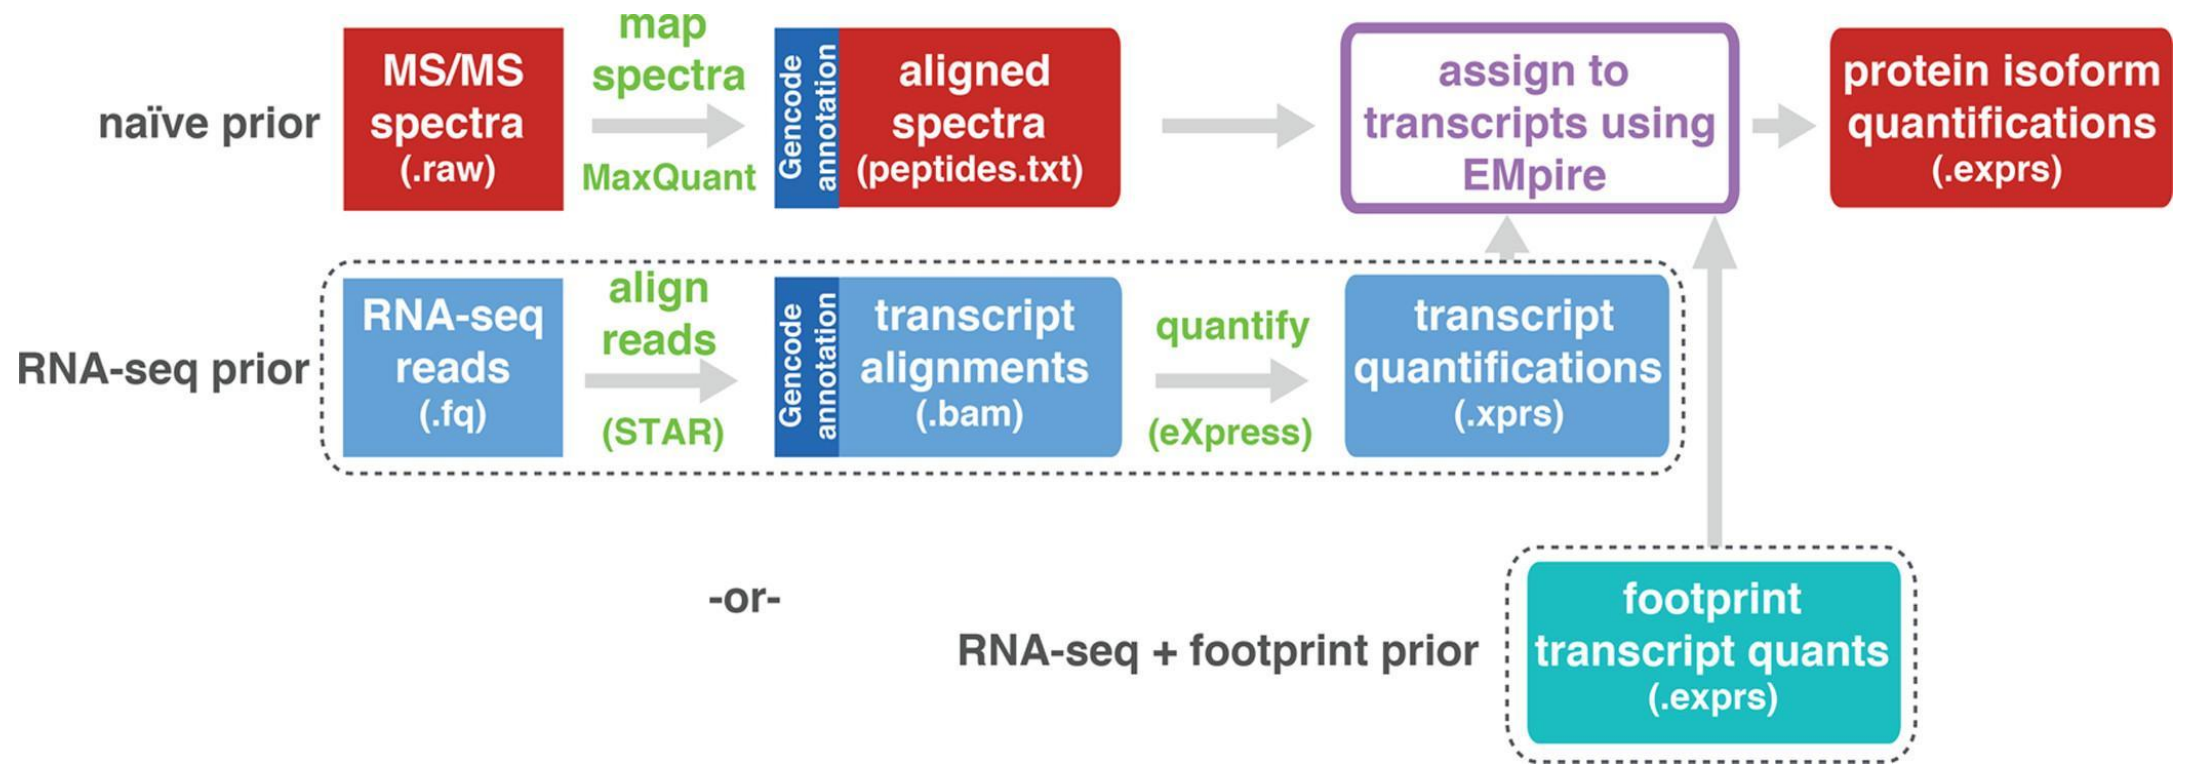 naïve prior
MS/MS
spectra
(.raw)
map
spectra
MaxQuant
Gencode
annotation
aligned
spectra
(peptides.txt)
assign to
transcripts using
EMpire
protein isoform
quantifications
(.exprs)
RNA-seq prior
RNA-seq
reads
(.fq)
align
reads
(STAR)
Gencode
annotation
transcript
alignments
(.bam)
quantify
(eXpress)
transcript
quantifications
(.xprs)
-or-
RNA-seq + footprint prior
footprint
transcript quants
(.exprs)